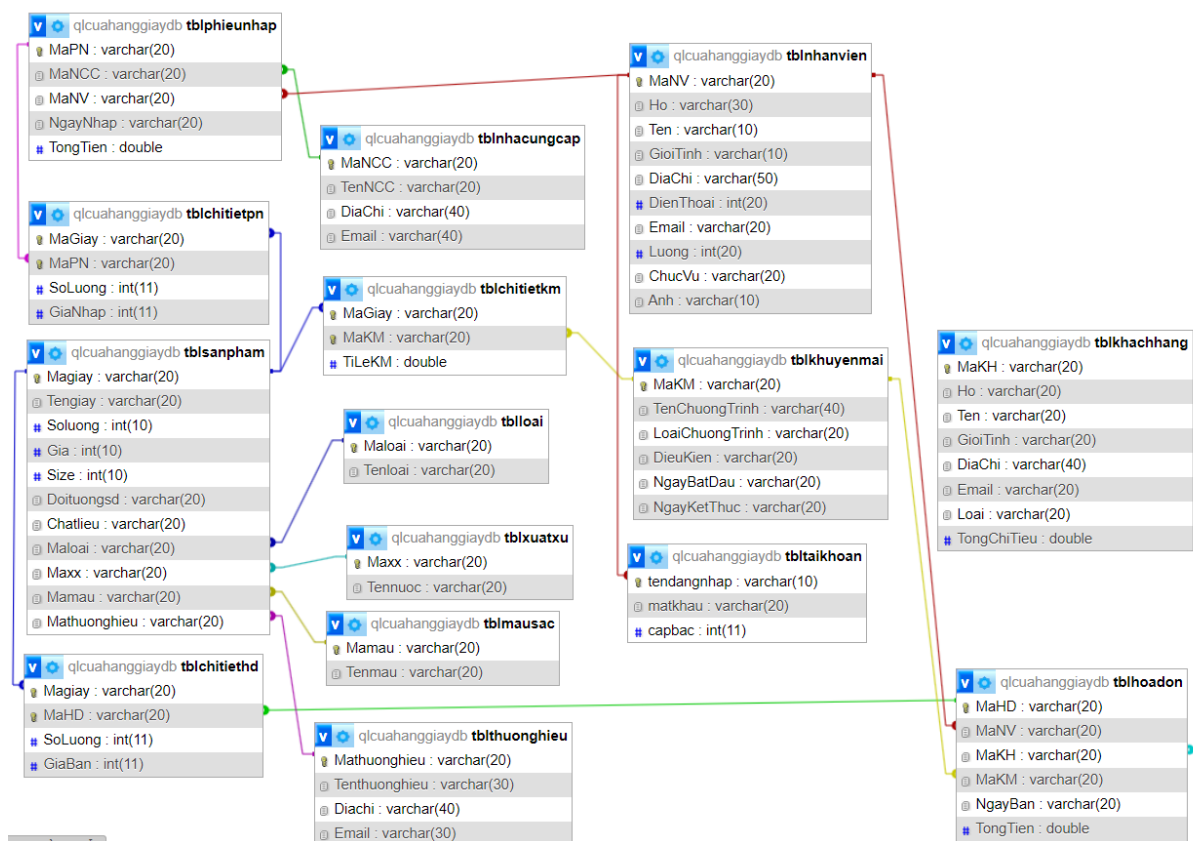 qlcuahanggiaydb tblphieunhap
MaPN : varchar(20)
MaNCC : varchar(20)
MaNV : varchar(20)
NgayNhap : varchar(20)
# TongTien : double
qlcuahanggiaydb tblnhacungcap
MaNCC : varchar(20)
TenNCC : varchar(20)
DiaChi : varchar(40)
Email : varchar(40)
qlcuahanggiaydb tblnhanvien
MaNV : varchar(20)
Ho : varchar(30)
Ten : varchar(10)
GioiTinh : varchar(10)
DiaChi : varchar(50)
# DienThoai : int(20)
Email : varchar(20)
# Luong : int(20)
ChucVu : varchar(20)
Anh : varchar(10)
qlcuahanggiaydb tblchitietpn
MaGiay : varchar(20)
MaPN : varchar(20)
# SoLuong : int(11)
# GiaNhap : int(11)
qlcuahanggiaydb tblchitietkm
MaGiay : varchar(20)
MaKM : varchar(20)
# TiLeKM : double
qlcuahanggiaydb tblsanpham
Magiay : varchar(20)
Tengiay : varchar(20)
# Soluong : int(10)
# Gia : int(10)
# Size : int(10)
Doituongsd : varchar(20)
Chatlieu : varchar(20)
Maloai : varchar(20)
Maxx : varchar(20)
Mamau : varchar(20)
Mathuonghieu : varchar(20)
qlcuahanggiaydb tblloai
Maloai : varchar(20)
Tenloai : varchar(20)
qlcuahanggiaydb tblkhuyenmai
MaKM : varchar(20)
TenChuongTrinh : varchar(40)
LoaiChuongTrinh : varchar(20)
DieuKien : varchar(20)
NgayBatDau : varchar(20)
NgayKetThuc : varchar(20)
qlcuahanggiaydb tblkhachhang
MaKH : varchar(20)
Ho : varchar(20)
Ten : varchar(20)
GioiTinh : varchar(20)
DiaChi : varchar(40)
Email : varchar(20)
Loai : varchar(20)
# TongChiTieu : double
qlcuahanggiaydb tblxuatxu
Maxx : varchar(20)
Tennuoc : varchar(20)
qlcuahanggiaydb tbltaikhoan
tendangnhap : varchar(10)
matkhau : varchar(20)
# capbac : int(11)
qlcuahanggiaydb tblmausac
Mamau : varchar(20)
Tenmau : varchar(20)
qlcuahanggiaydb tblchitiethd
Magiay : varchar(20)
MaHD : varchar(20)
# SoLuong : int(11)
# GiaBan : int(11)
qlcuahanggiaydb tblthuonghieu
Mathuonghieu : varchar(20)
Tenthuonghieu : varchar(30)
Diachi : varchar(40)
Email : varchar(30)
qlcuahanggiaydb tblhoadon
MaHD : varchar(20)
MaNV : varchar(20)
MaKH : varchar(20)
MaKM : varchar(20)
NgayBan : varchar(20)
# TongTien : double